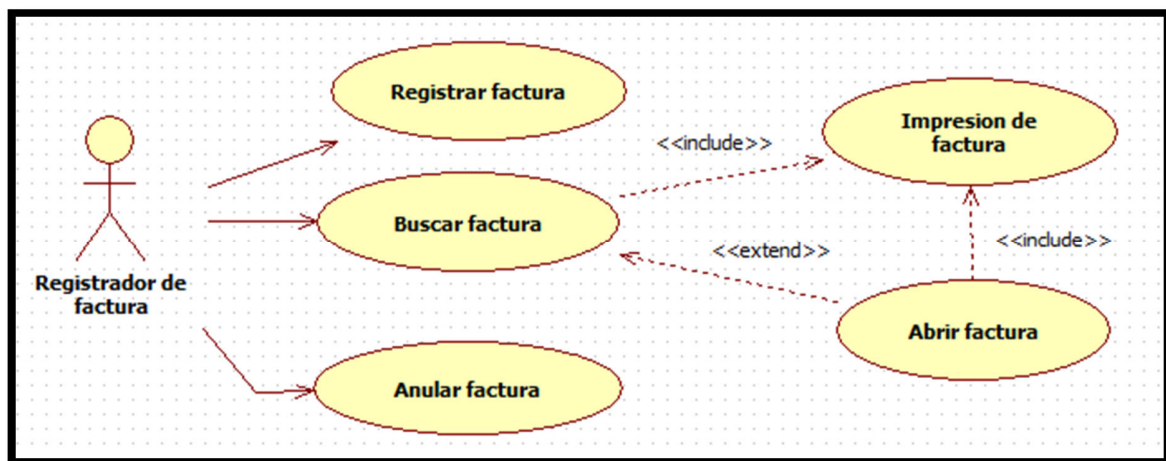 Registrar factura
Impresion de
factura
<<include>>
Buscar factura
<<extend>>
<<include>>
Registrador de
factura
Abrir factura
Anular factura